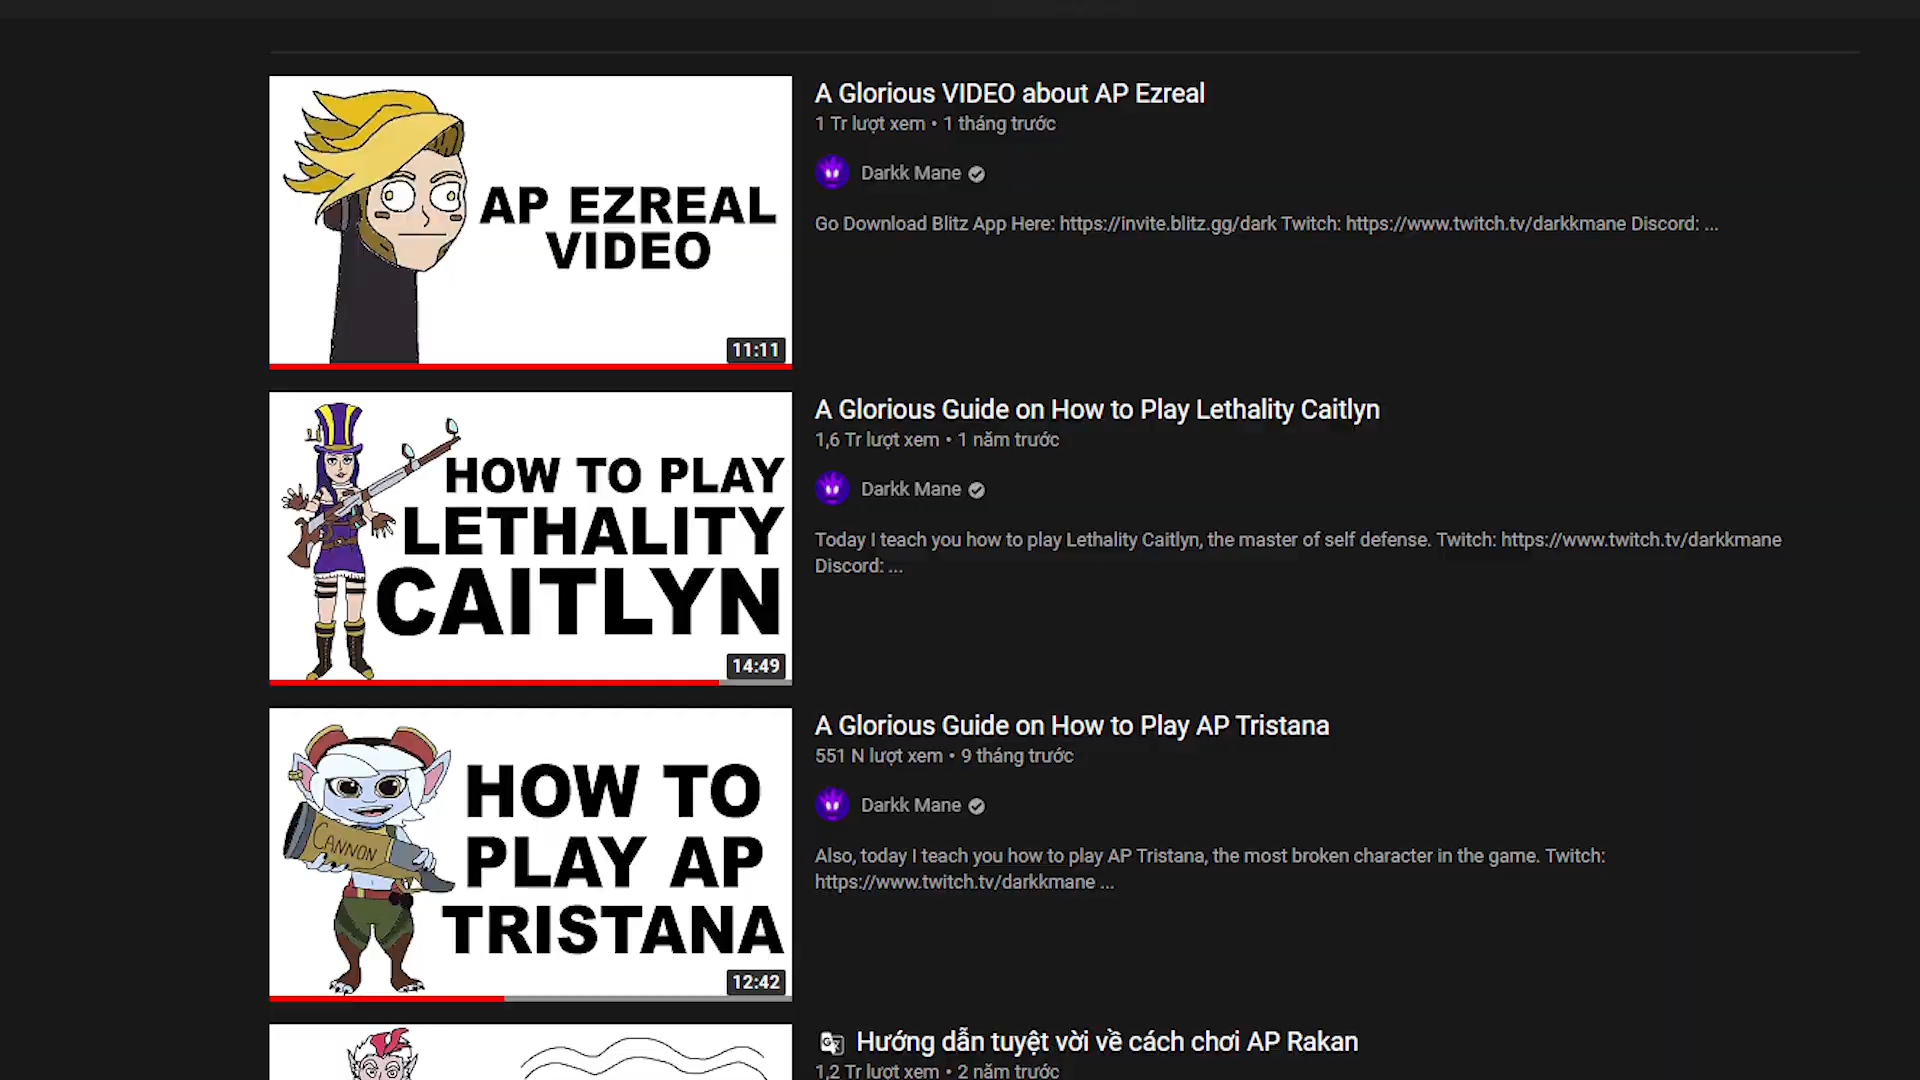 AP EZREAL
VIDEO
11:11
A Glorious VIDEO about AP Ezreal
1 Tr lượt xem • 1 tháng trước
Darkk Mane
Go Download Blitz App Here: https://invite.blitz.gg/dark Twitch: https://www.twitch.tv/darkkmane Discord: ...
HOW TO PLAY
LETHALITY
CAITLYN
14:49
A Glorious Guide on How to Play Lethality Caitlyn
1,6 Tr lượt xem • 1 năm trước
Darkk Mane
Today I teach you how to play Lethality Caitlyn, the master of self defense. Twitch: https://www.twitch.tv/darkkmane
Discord: ...
CANNON
HOW TO
PLAY AP
TRISTANA
12:42
A Glorious Guide on How to Play AP Tristana
551 N lượt xem • 9 tháng trước
Darkk Mane
Also, today I teach you how to play AP Tristana, the most broken character in the game. Twitch:
https://www.twitch.tv/darkkmane ...
Hướng dẫn tuyệt vời về cách chơi AP Rakan
1,2 Tr lượt xem • 2 năm trước